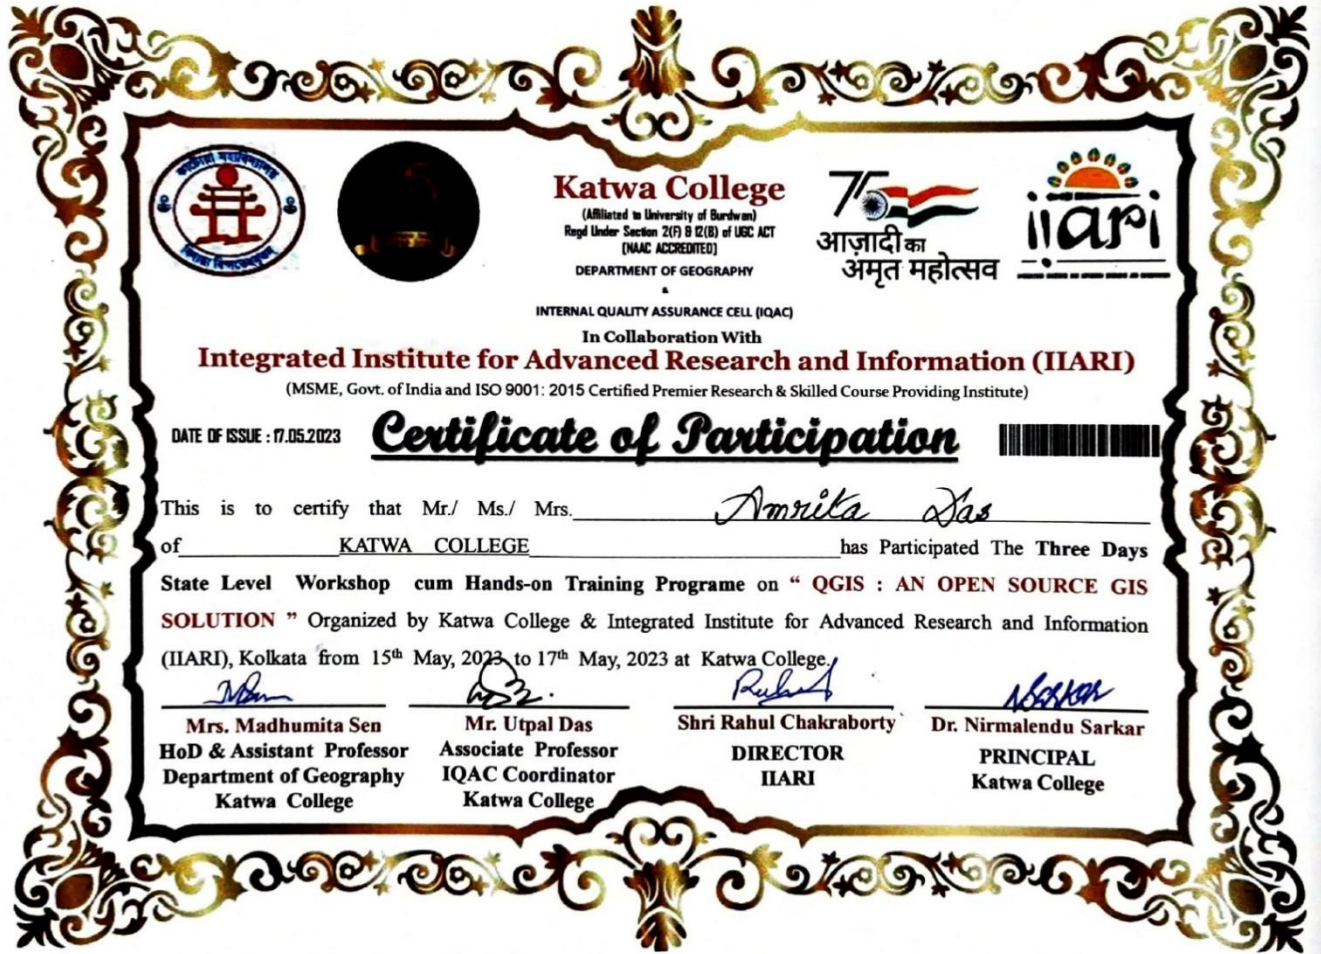 কাটোয়া মহাবিদ্যালয়
Katwa College
(Affiliated to University of Burdwan)
Regd Under Section 2(F) & 12(B) of UGC ACT
(NAAC ACCREDITED)
DEPARTMENT OF GEOGRAPHY
&
INTERNAL QUALITY ASSURANCE CELL (IQAC)
75
आज़ादी का
अमृत महोत्सव
iiari
In Collaboration With
Integrated Institute for Advanced Research and Information (IIARI)
(MSME, Govt. of India and ISO 9001: 2015 Certified Premier Research & Skilled Course Providing Institute)
DATE OF ISSUE : 17.05.2023 Certificate of Participation
This is to certify that Mr./ Ms./ Mrs. Amrita Das
of KATWA COLLEGE has Participated The Three Days
State Level Workshop cum Hands-on Training Programe on “ QGIS : AN OPEN SOURCE GIS
SOLUTION ” Organized by Katwa College & Integrated Institute for Advanced Research and Information
(IIARI), Kolkata from 15th May, 2023 to 17th May, 2023 at Katwa College.
Mrs. Madhumita Sen
HoD & Assistant Professor
Department of Geography
Katwa College
Mr. Utpal Das
Associate Professor
IQAC Coordinator
Katwa College
Shri Rahul Chakraborty
DIRECTOR
IIARI
NSarkar
Dr. Nirmalendu Sarkar
PRINCIPAL
Katwa College